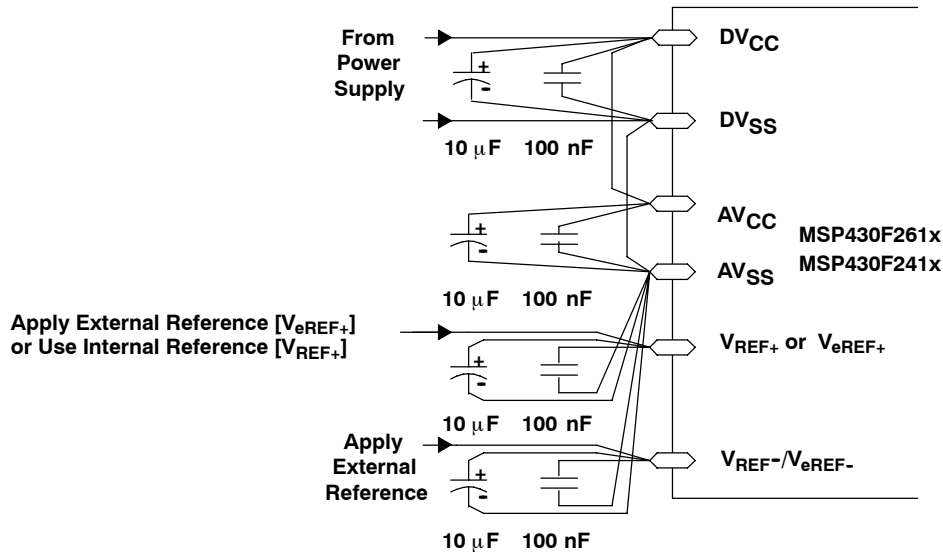 From
Power
Supply
DVCC
+
-
DVSS
10 μF 100 nF
AVCC
+
-
MSP430F261x
MSP430F241x
AVSS
10 μF 100 nF
Apply External Reference [VeREF+]
or Use Internal Reference [VREF+]
VREF+ or VeREF+
+
-
10 μF 100 nF
Apply
External
Reference
VREF-/VeREF-
+
-
10 μF 100 nF